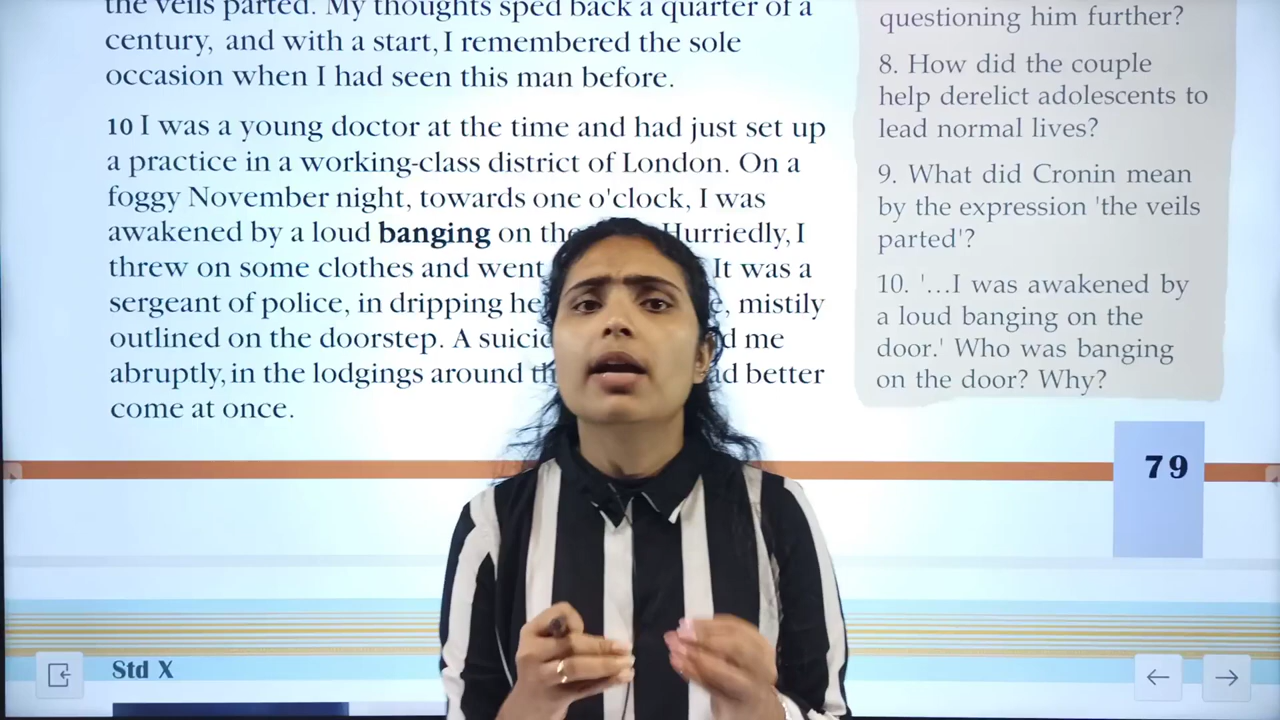 the veils parted. My thoughts sped back a quarter of a
century, and with a start, I remembered the sole
occasion when I had seen this man before.
10 I was a young doctor at the time and had just set up
a practice in a working-class district of London. On a
foggy November night, towards one o'clock, I was
awakened by a loud banging on the Hurriedly, I
threw on some clothes and went It was a
sergeant of police, in dripping mistily
outlined on the doorstep. A me
abruptly, in the lodgings around better
come at once.
questioning him further?
8. How did the couple
help derelict adolescents to
lead normal lives?
9. What did Cronin mean
by the expression 'the veils
parted'?
10. '...I was awakened by
a loud banging on the
door.' Who was banging
on the door? Why?
79
Std X